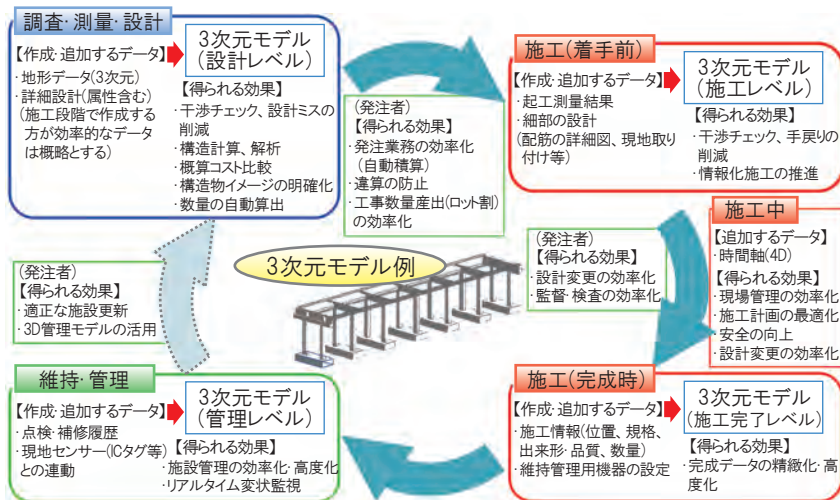 調査・測量・設計
【作成・追加するデータ】
・地形データ(3次元)
・詳細設計(属性含む)
(施工段階で作成する
方が効率的なデータ
は概略とする)
3次元モデル
(設計レベル)
【得られる効果】
・干渉チェック、設計ミスの
削減
・構造計算、解析
・概算コスト比較
・構造物イメージの明確化
・数量の自動算出
(発注者)
【得られる効果】
・発注業務の効率化
(自動積算)
・違算の防止
・工事数量産出(ロット割)
の効率化
施工(着手前)
【作成・追加するデータ】
・起工測量結果
・細部の設計
(配筋の詳細図、現地取り
付け等)
3次元モデル
(施工レベル)
【得られる効果】
・干渉チェック、手戻りの
削減
・情報化施工の推進
施工中
【追加するデータ】
・時間軸(4D)
【得られる効果】
・現場管理の効率化
・施工計画の最適化
・安全の向上
・設計変更の効率化
(発注者)
【得られる効果】
・設計変更の効率化
・監督・検査の効率化
3次元モデル例
(発注者)
【得られる効果】
・適正な施設更新
・3D管理モデルの活用
維持・管理
【作成・追加するデータ】
・点検・補修履歴
・現地センサー(ICタグ等)
との連動
3次元モデル
(管理レベル)
【得られる効果】
・施設管理の効率化・高度化
・リアルタイム変状監視
施工(完成時)
【作成・追加するデータ】
・施工情報(位置、規格、
出来形・品質、数量)
・維持管理用機器の設定
3次元モデル
(施工完了レベル)
【得られる効果】
・完成データの精緻化・高
度化